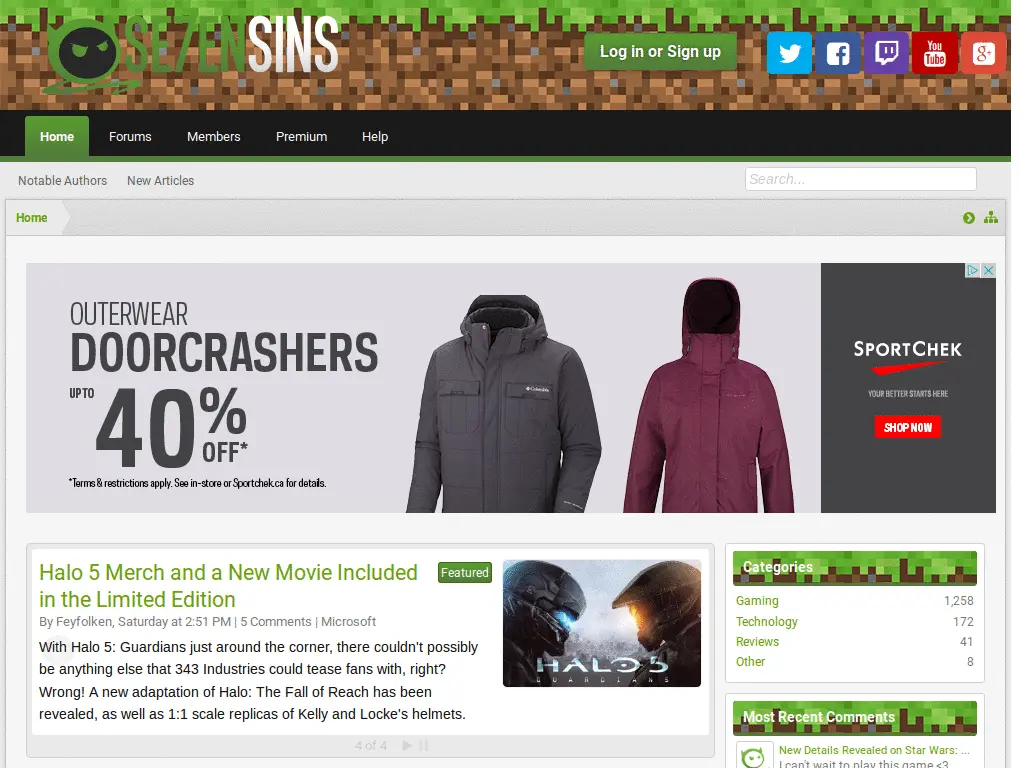 SE7ENSINS
Log in or Sign up
You
Tube
g+
Home
Forums
Members
Premium
Help
Notable Authors
New Articles
Search...
Home
OUTERWEAR
DOORCRASHERS
UP TO
40%
OFF*
*Terms & restrictions apply. See in-store or Sportchek.ca for details.
Columbia
SPORTCHEK
YOUR BETTER STARTS HERE
SHOP NOW
Halo 5 Merch and a New Movie Included
in the Limited Edition
Featured
By Feyfolken, Saturday at 2:51 PM | 5 Comments | Microsoft
With Halo 5: Guardians just around the corner, there couldn't possibly
be anything else that 343 Industries could tease fans with, right?
Wrong! A new adaptation of Halo: The Fall of Reach has been
revealed, as well as 1:1 scale replicas of Kelly and Locke's helmets.
HALO 5
GUARDIANS
4 of 4
Categories
Gaming 1,258
Technology 172
Reviews 41
Other 8
Most Recent Comments
New Details Revealed on Star Wars: ...
I can't wait to play this game <3